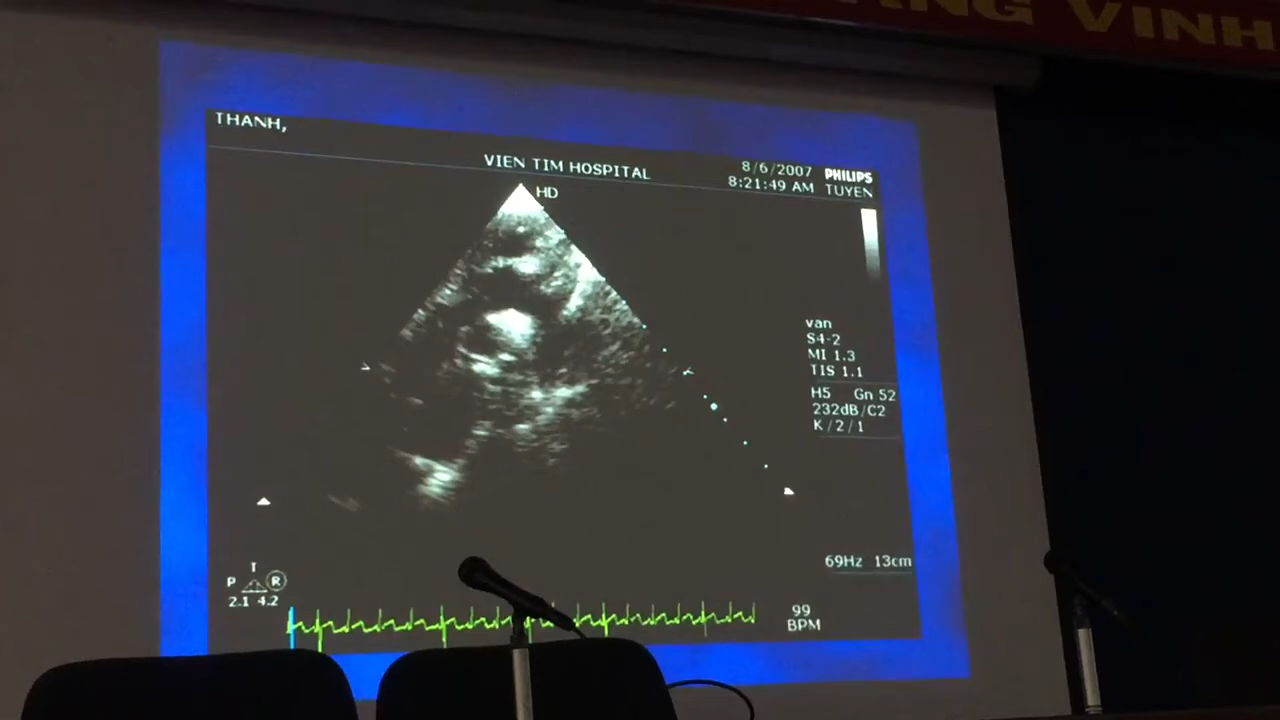 ANG VINH
THANH,
VIEN TIM HOSPITAL
8/6/2007
PHILIPS
8:21:49 AM
TUYEN
HD
van
S4-2
MI 1.3
TIS 1.1
H5 Gn 52
232dB/C2
K/2/1
69Hz 13cm
T
P R
2.1 4.2
99
BPM